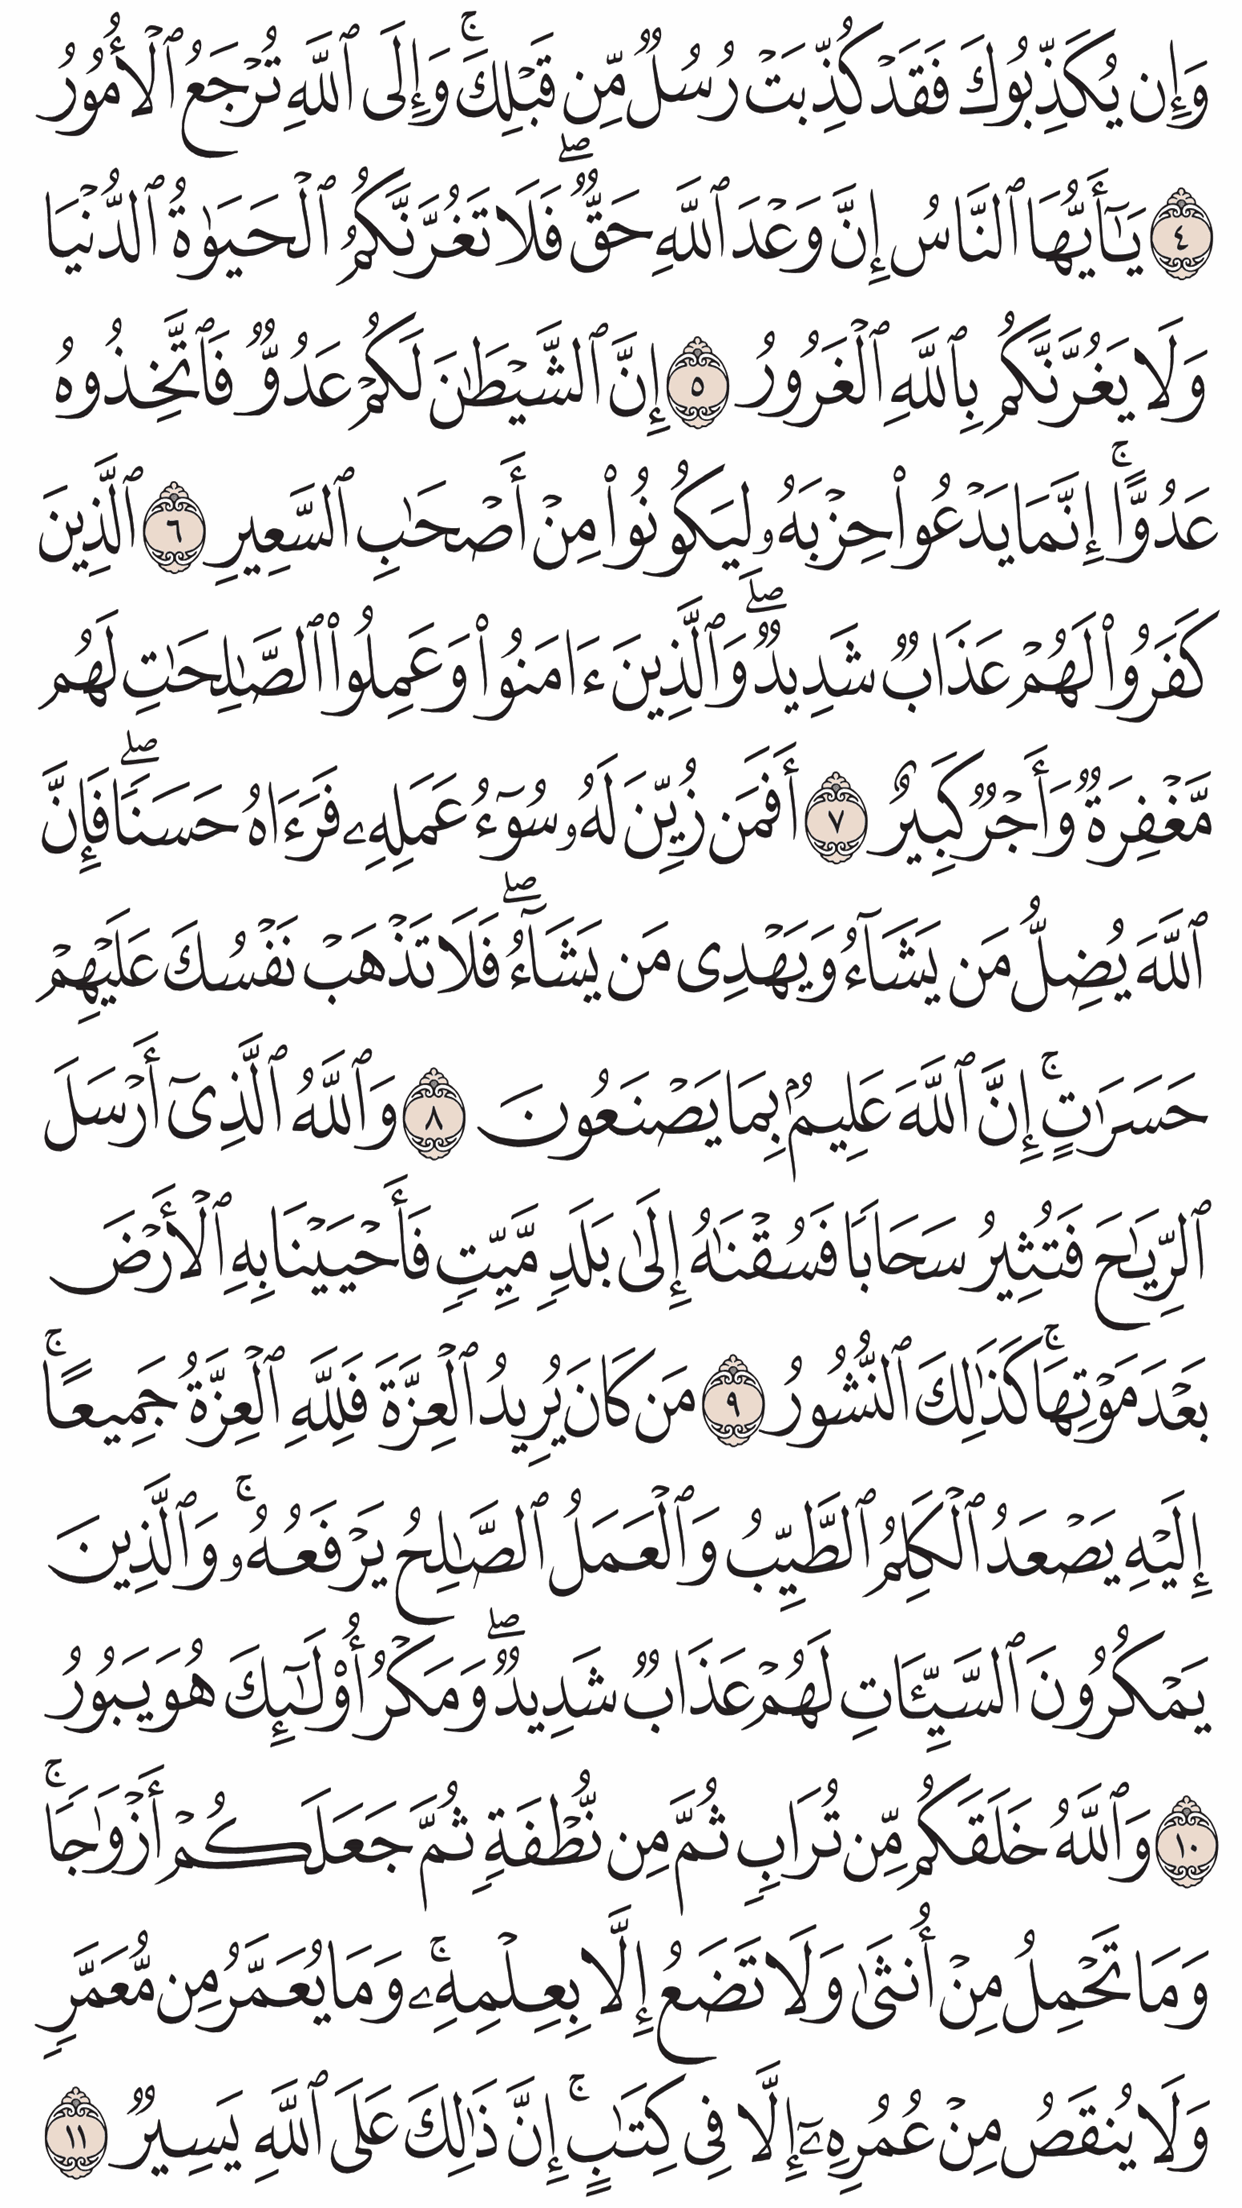 وَإِن يُكَذِّبُوكَ فَقَدْ كُذِّبَتْ رُسُلٌ مِّن قَبْلِكَ ۚ وَإِلَى ٱللَّهِ تُرْجَعُ ٱلْأُمُورُ
٤ يَـٰٓأَيُّهَا ٱلنَّاسُ إِنَّ وَعْدَ ٱللَّهِ حَقٌّ ۖ فَلَا تَغُرَّنَّكُمُ ٱلْحَيَوٰةُ ٱلدُّنْيَا
وَلَا يَغُرَّنَّكُم بِٱللَّهِ ٱلْغَرُورُ ٥ إِنَّ ٱلشَّيْطَـٰنَ لَكُمْ عَدُوٌّ فَٱتَّخِذُوهُ
عَدُوًّا ۚ إِنَّمَا يَدْعُوا۟ حِزْبَهُۥ لِيَكُونُوا۟ مِنْ أَصْحَـٰبِ ٱلسَّعِيرِ ٦ ٱلَّذِينَ
كَفَرُوا۟ لَهُمْ عَذَابٌ شَدِيدٌ ۖ وَٱلَّذِينَ ءَامَنُوا۟ وَعَمِلُوا۟ ٱلصَّـٰلِحَـٰتِ لَهُم
مَّغْفِرَةٌ وَأَجْرٌ كَبِيرٌ ٧ أَفَمَن زُيِّنَ لَهُۥ سُوٓءُ عَمَلِهِۦ فَرَءَاهُ حَسَنًا ۖ فَإِنَّ
ٱللَّهَ يُضِلُّ مَن يَشَآءُ وَيَهْدِى مَن يَشَآءُ ۖ فَلَا تَذْهَبْ نَفْسُكَ عَلَيْهِمْ
حَسَرَٰتٍ ۚ إِنَّ ٱللَّهَ عَلِيمٌۢ بِمَا يَصْنَعُونَ ٨ وَٱللَّهُ ٱلَّذِىٓ أَرْسَلَ
ٱلرِّيَـٰحَ فَتُثِيرُ سَحَابًا فَسُقْنَـٰهُ إِلَىٰ بَلَدٍ مَّيِّتٍ فَأَحْيَيْنَا بِهِ ٱلْأَرْضَ
بَعْدَ مَوْتِهَا ۚ كَذَٰلِكَ ٱلنُّشُورُ ٩ مَن كَانَ يُرِيدُ ٱلْعِزَّةَ فَلِلَّهِ ٱلْعِزَّةُ جَمِيعًا ۚ
إِلَيْهِ يَصْعَدُ ٱلْكَلِمُ ٱلطَّيِّبُ وَٱلْعَمَلُ ٱلصَّـٰلِحُ يَرْفَعُهُۥ ۚ وَٱلَّذِينَ
يَمْكُرُونَ ٱلسَّيِّـَٔاتِ لَهُمْ عَذَابٌ شَدِيدٌ ۖ وَمَكْرُ أُو۟لَـٰٓئِكَ هُوَ يَبُورُ
١٠ وَٱللَّهُ خَلَقَكُم مِّن تُرَابٍ ثُمَّ مِن نُّطْفَةٍ ثُمَّ جَعَلَكُمْ أَزْوَٰجًا ۚ
وَمَا تَحْمِلُ مِنْ أُنثَىٰ وَلَا تَضَعُ إِلَّا بِعِلْمِهِۦ ۚ وَمَا يُعَمَّرُ مِن مُّعَمَّرٍ
وَلَا يُنقَصُ مِنْ عُمُرِهِۦٓ إِلَّا فِى كِتَـٰبٍ ۚ إِنَّ ذَٰلِكَ عَلَى ٱللَّهِ يَسِيرٌ ١١